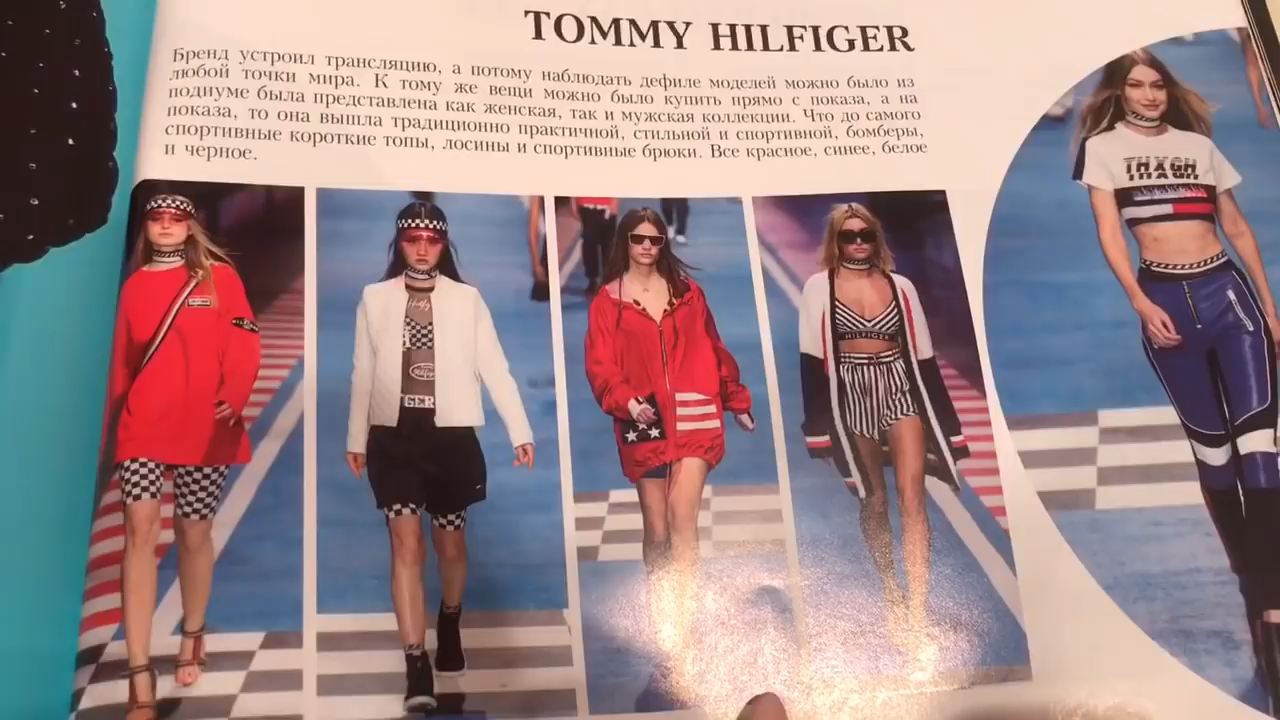 TOMMY HILFIGER
Бренд устроил трансляцию, а потому наблюдать дефиле моделей можно было из
любой точки мира. К тому же вещи можно было купить прямо с показа, а на
подиуме была представлена как женская, так и мужская коллекции. Что до самого
показа, то она вышла традиционно практичной, стильной и спортивной, бомберы,
спортивные короткие топы, лосины и спортивные брюки. Все красное, синее, белое
и черное.
THXGH
HILFIGER
GER